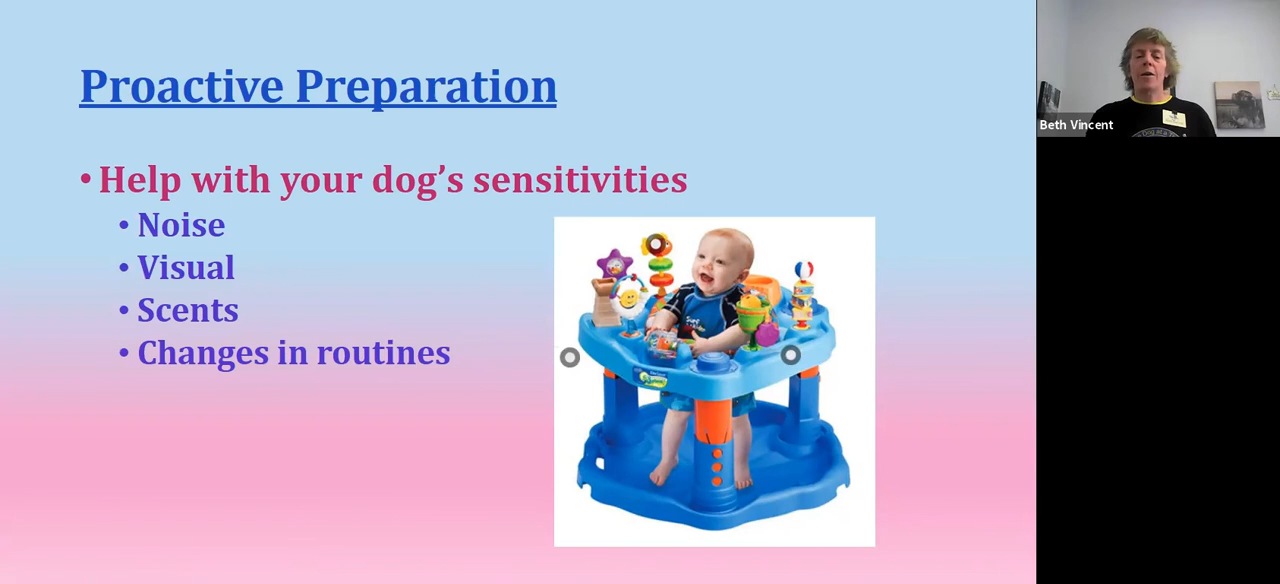 Proactive Preparation
• Help with your dog’s sensitivities
• Noise
• Visual
• Scents
• Changes in routines
Beth Vincent